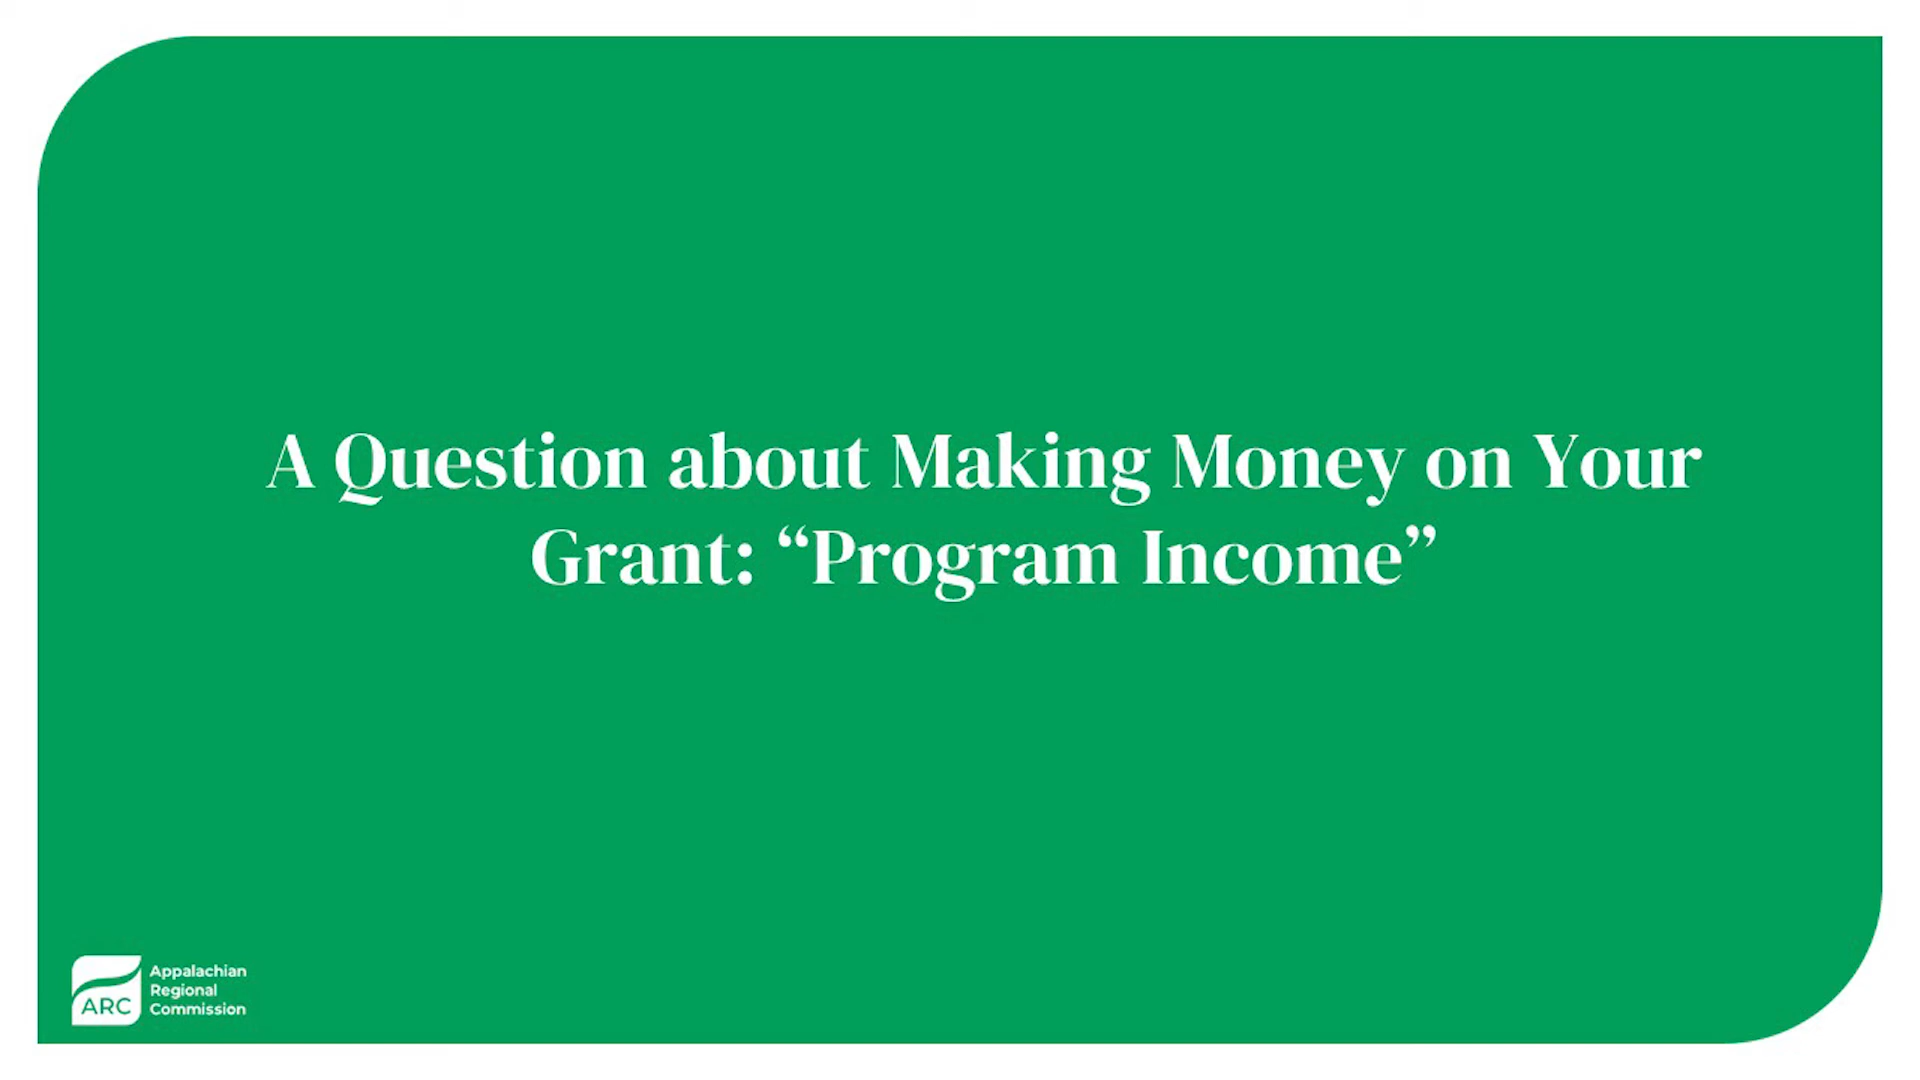 A Question about Making Money on Your
Grant: “Program Income”
ARC
Appalachian
Regional
Commission